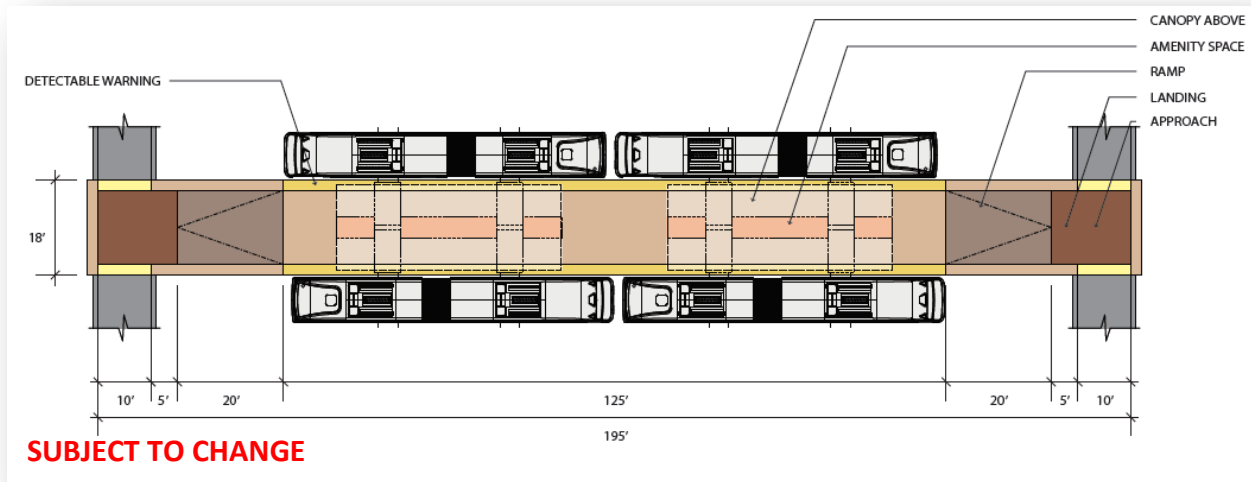 CANOPY ABOVE
AMENITY SPACE
RAMP
LANDING
APPROACH
DETECTABLE WARNING
18'
10'
5'
20'
125'
20'
5'
10'
195'
SUBJECT TO CHANGE